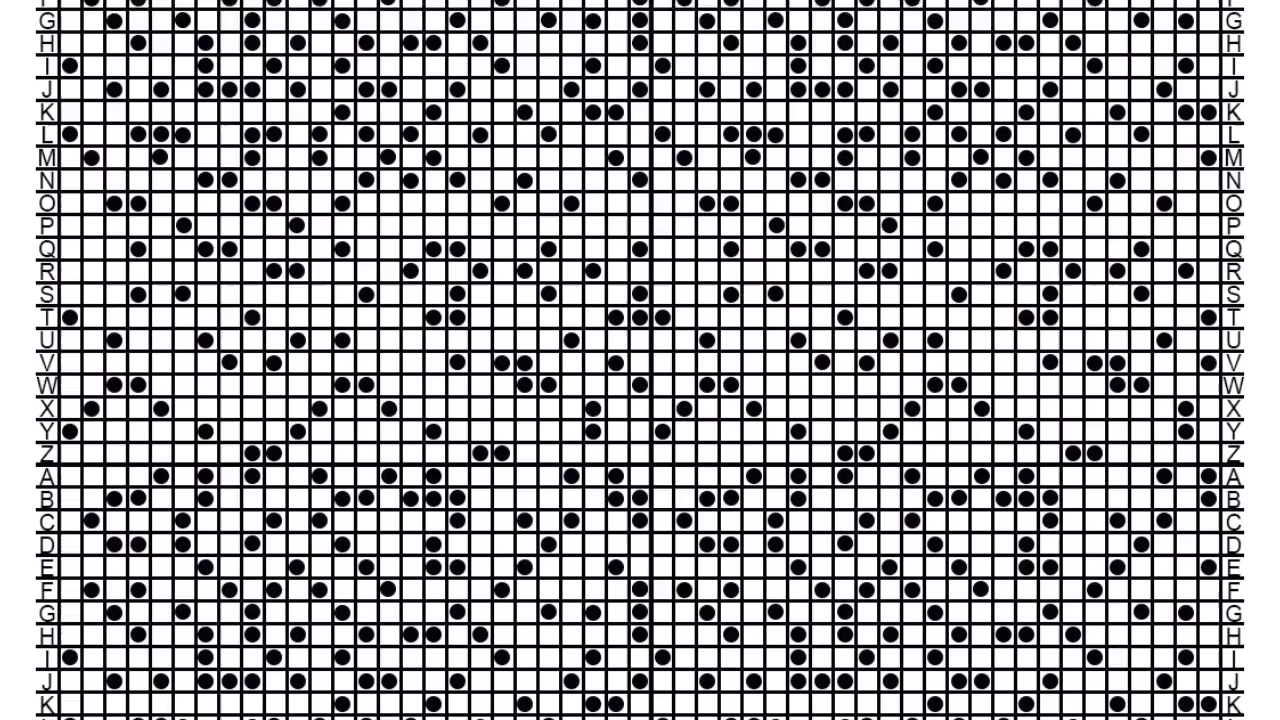 G G
H H
I I
J J
K K
L L
M M
N N
O O
P P
Q Q
R R
S S
T T
U U
V V
W W
X X
Y Y
Z Z
A A
B B
C C
D D
E E
F F
G G
H H
I I
J J
K K